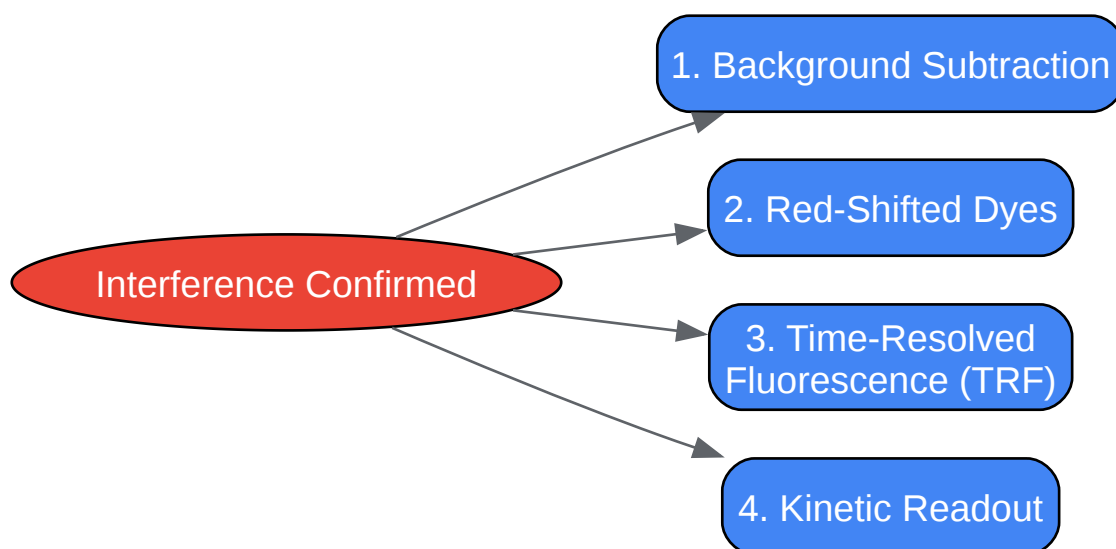 1. Background Subtraction
2. Red-Shifted Dyes
Interference Confirmed
3. Time-Resolved
Fluorescence (TRF)
4. Kinetic Readout